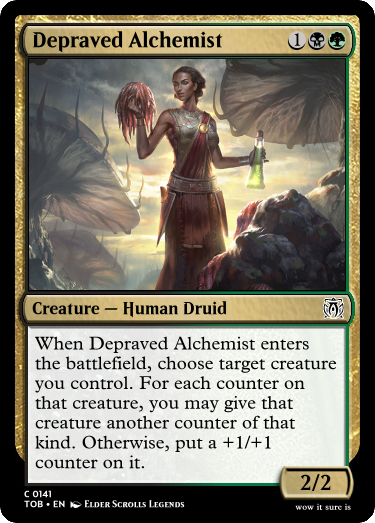 Depraved Alchemist 1
Creature — Human Druid
When Depraved Alchemist enters
the battlefield, choose target creature
you control. For each counter on
that creature, you may give that
creature another counter of that
kind. Otherwise, put a +1/+1
counter on it.
2/2
C 0141
TOB • EN Elder Scrolls Legends
wow it sure is